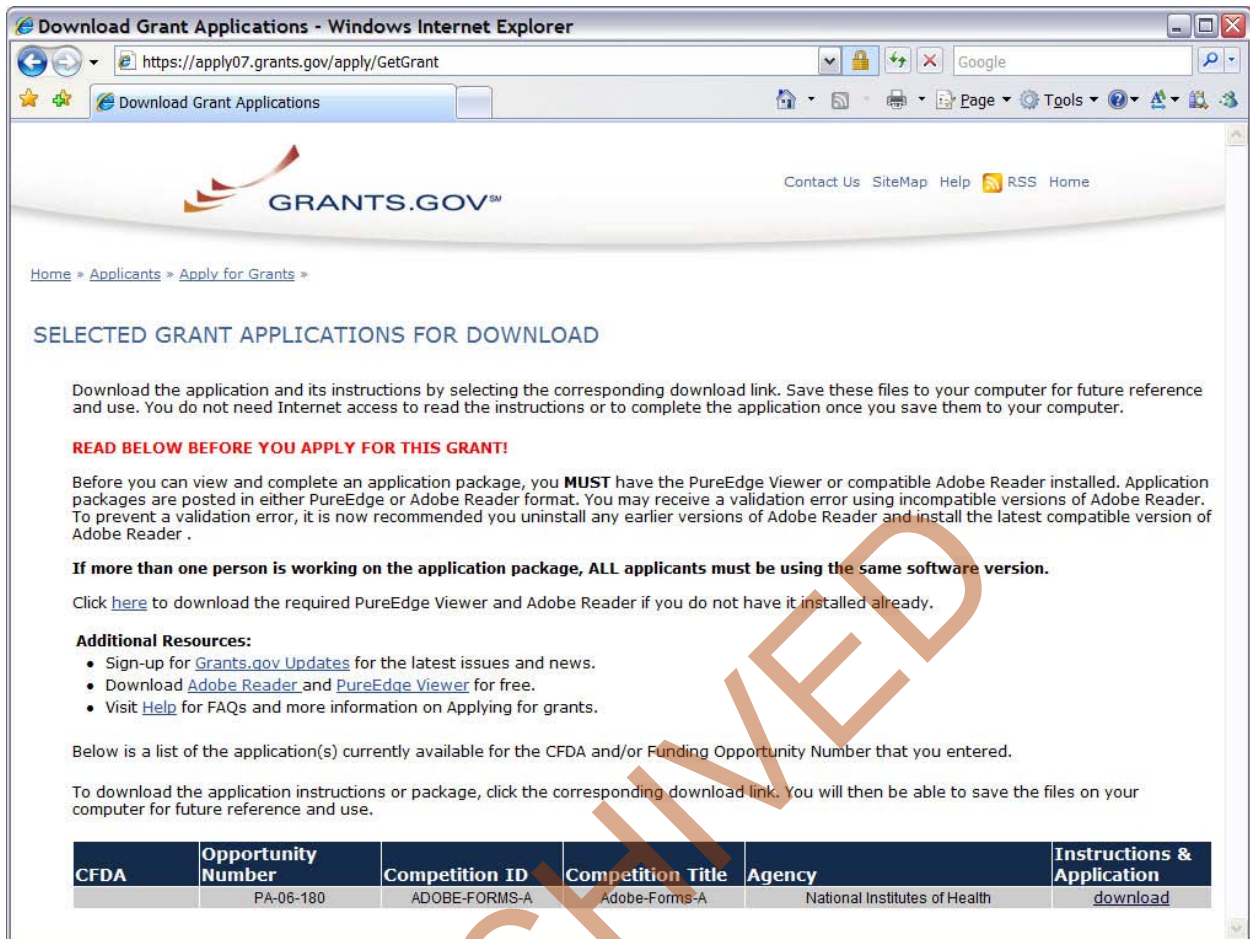 Download Grant Applications - Windows Internet Explorer
https://apply07.grants.gov/apply/GetGrant
Google
Download Grant Applications
Page
Tools
GRANTS.GOV℠
Contact Us SiteMap Help RSS Home
Home » Applicants » Apply for Grants »
SELECTED GRANT APPLICATIONS FOR DOWNLOAD
Download the application and its instructions by selecting the corresponding download link. Save these files to your computer for future reference
and use. You do not need Internet access to read the instructions or to complete the application once you save them to your computer.
READ BELOW BEFORE YOU APPLY FOR THIS GRANT!
Before you can view and complete an application package, you MUST have the PureEdge Viewer or compatible Adobe Reader installed. Application
packages are posted in either PureEdge or Adobe Reader format. You may receive a validation error using incompatible versions of Adobe Reader.
To prevent a validation error, it is now recommended you uninstall any earlier versions of Adobe Reader and install the latest compatible version of
Adobe Reader .
If more than one person is working on the application package, ALL applicants must be using the same software version.
Click here to download the required PureEdge Viewer and Adobe Reader if you do not have it installed already.
Additional Resources:
• Sign-up for Grants.gov Updates for the latest issues and news.
• Download Adobe Reader and PureEdge Viewer for free.
• Visit Help for FAQs and more information on Applying for grants.
Below is a list of the application(s) currently available for the CFDA and/or Funding Opportunity Number that you entered.
To download the application instructions or package, click the corresponding download link. You will then be able to save the files on your
computer for future reference and use.
CFDA Opportunity Number Competition ID Competition Title Agency Instructions & Application
PA-06-180 ADOBE-FORMS-A Adobe-Forms-A National Institutes of Health download
CHIVED